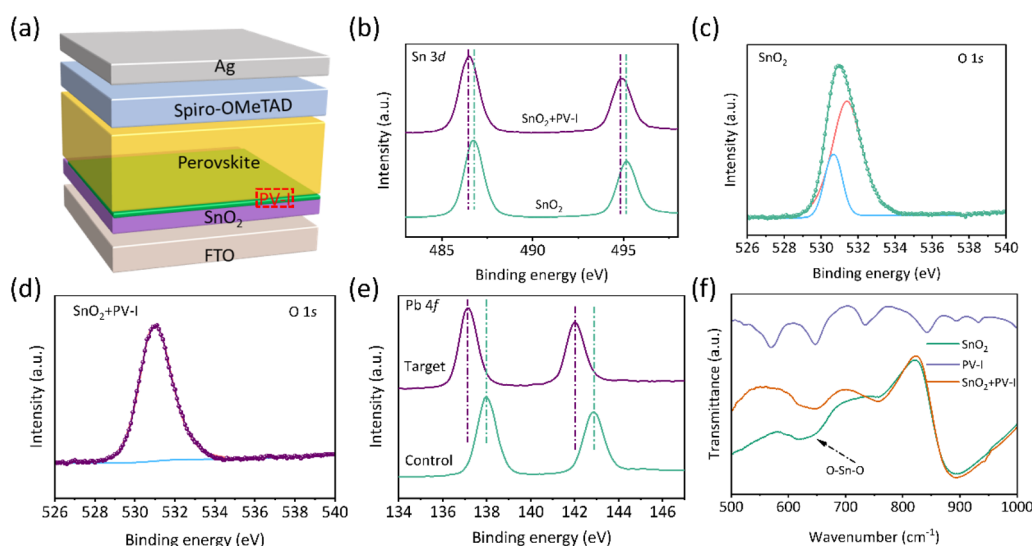 (a)
Ag
Spiro-OMeTAD
Perovskite
PV-I
SnO₂
FTO
(b)
Sn 3d
SnO₂+PV-I
SnO₂
Intensity (a.u.)
485 490 495
Binding energy (eV)
(c)
SnO₂ O 1s
Intensity (a.u.)
526 528 530 532 534 536 538 540
Binding energy (eV)
(d)
SnO₂+PV-I O 1s
Intensity (a.u.)
526 528 530 532 534 536 538 540
Binding energy (eV)
(e)
Pb 4f
Target
Control
Intensity (a.u.)
134 136 138 140 142 144 146
Binding energy (eV)
(f)
SnO₂
PV-I
SnO₂+PV-I
O-Sn-O
Transmittance (a.u.)
500 600 700 800 900 1000
Wavenumber (cm⁻¹)